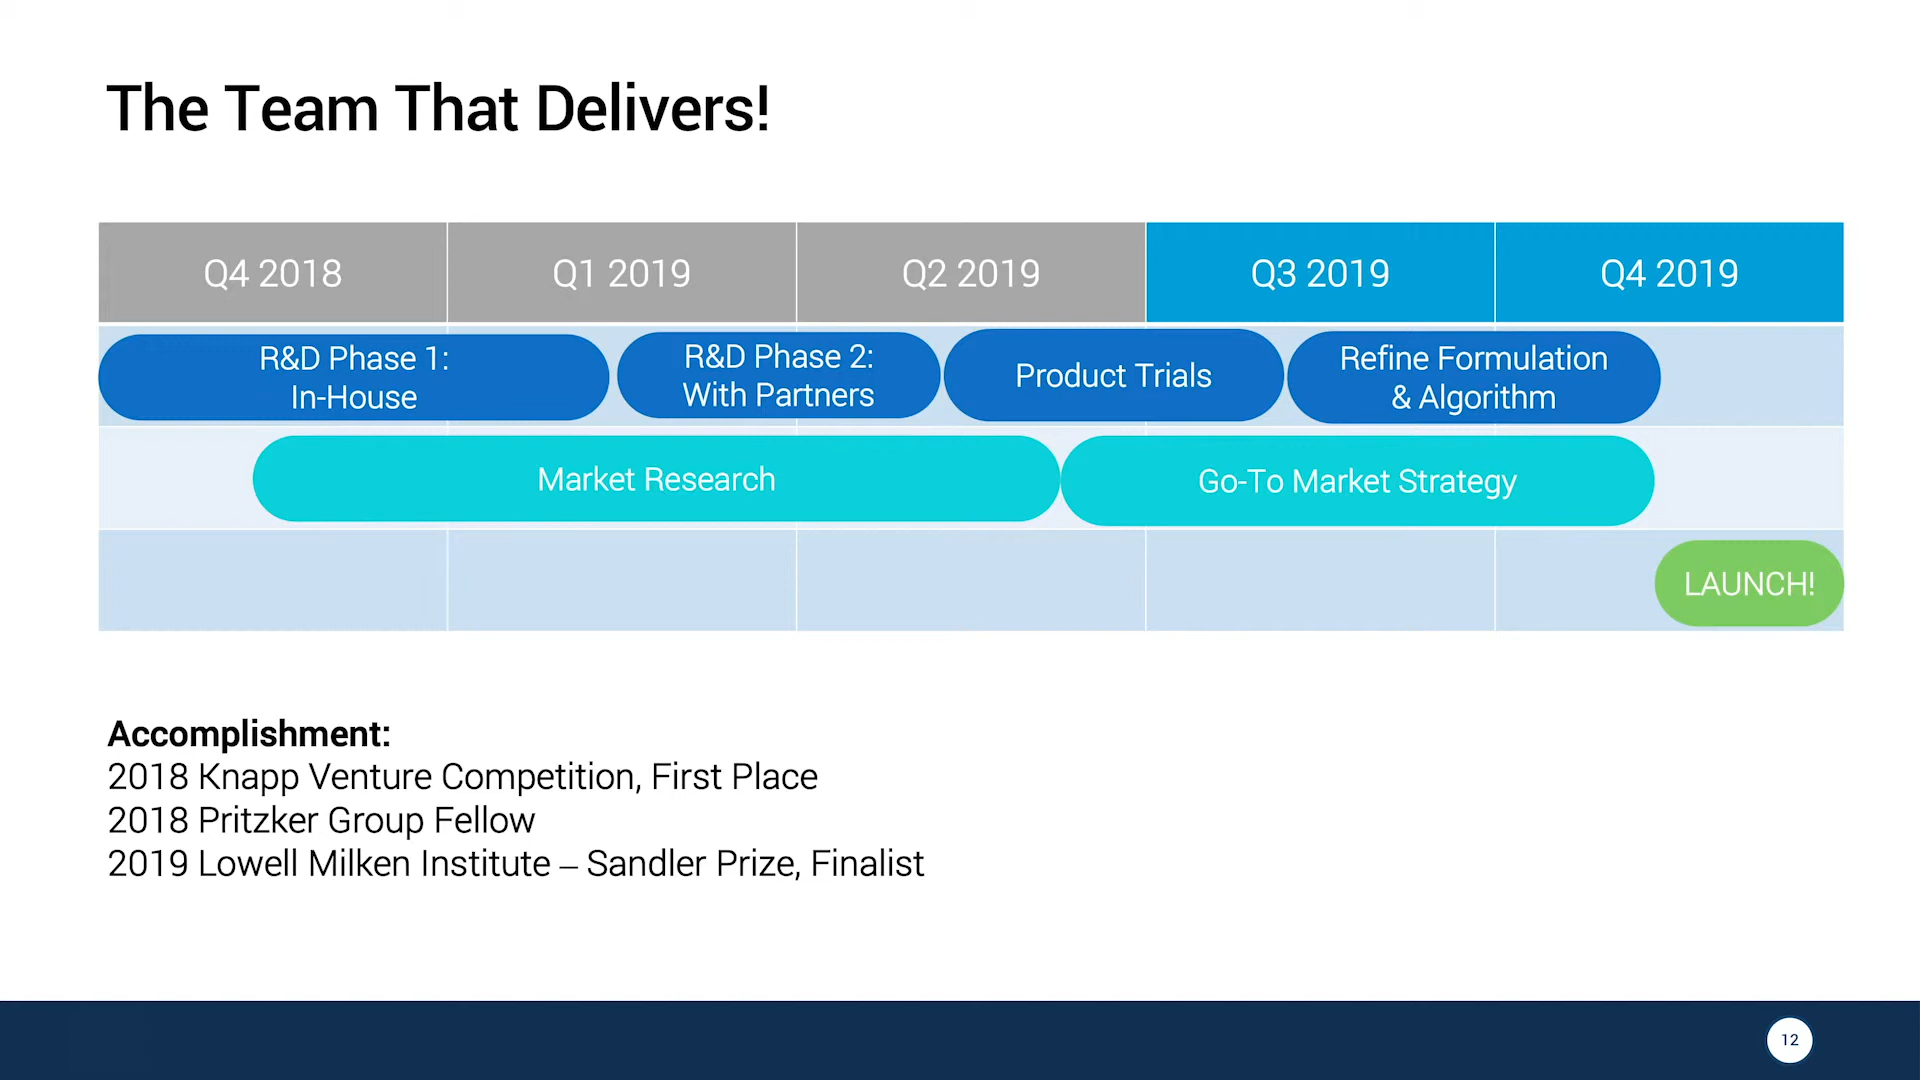 The Team That Delivers!
Q4 2018 Q1 2019 Q2 2019 Q3 2019 Q4 2019
R&D Phase 1:
In-House
R&D Phase 2:
With Partners
Product Trials
Refine Formulation
& Algorithm
Market Research
Go-To Market Strategy
LAUNCH!
Accomplishment:
2018 Knapp Venture Competition, First Place
2018 Pritzker Group Fellow
2019 Lowell Milken Institute – Sandler Prize, Finalist
12